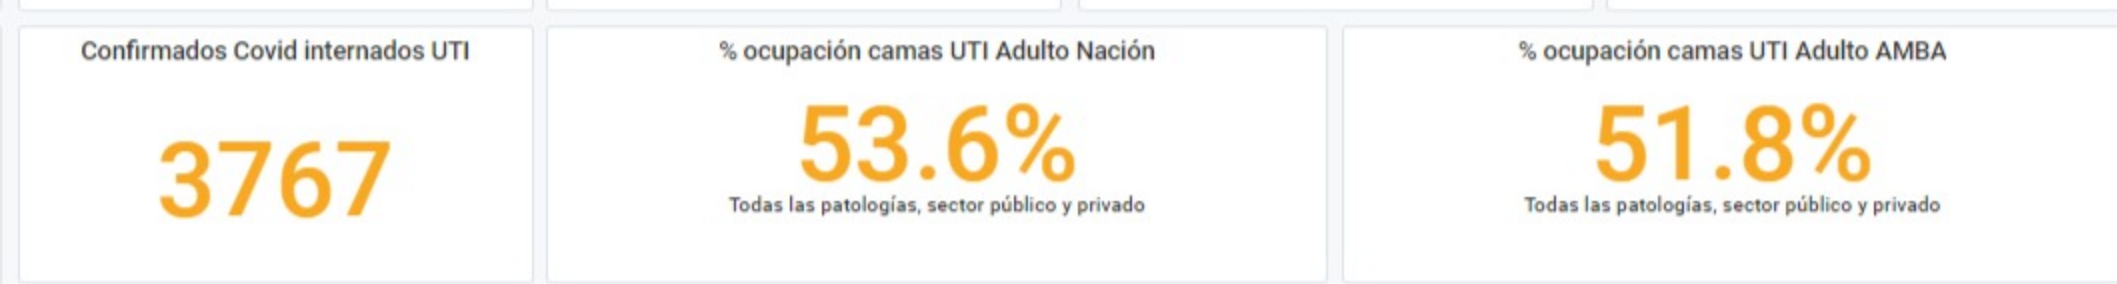 Confirmados Covid internados UTI
3767
% ocupación camas UTI Adulto Nación
53.6%
Todas las patologías, sector público y privado
% ocupación camas UTI Adulto AMBA
51.8%
Todas las patologías, sector público y privado